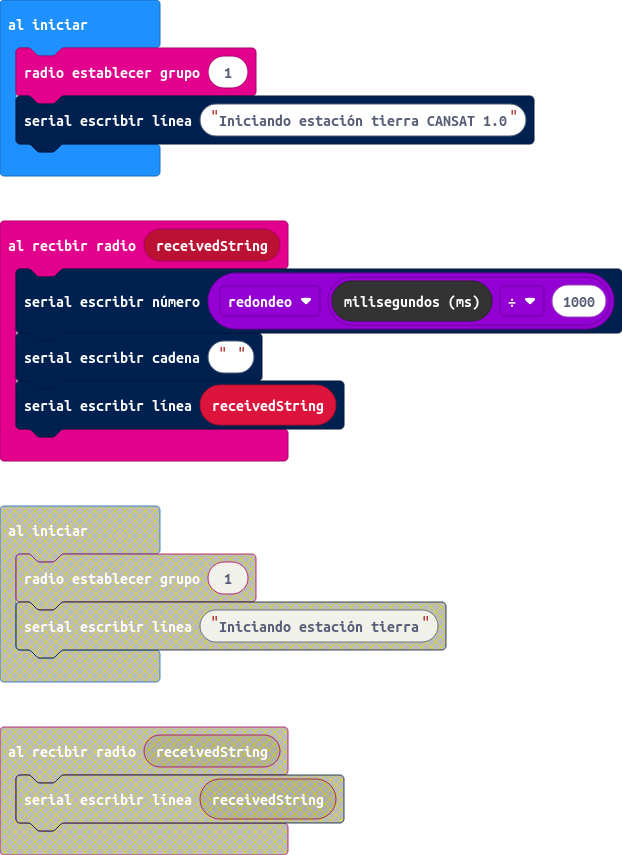 al iniciar
radio establecer grupo 1
serial escribir línea "Iniciando estación tierra CANSAT 1.0"
al recibir radio receivedString
serial escribir número redondeo milisegundos (ms) ÷ 1000
serial escribir cadena " "
serial escribir línea receivedString
al iniciar
radio establecer grupo 1
serial escribir línea "Iniciando estación tierra"
al recibir radio receivedString
serial escribir línea receivedString